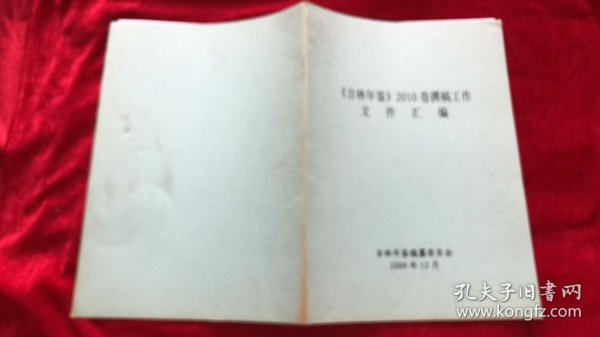 《吉林年鉴》2010卷撰稿工作
文件汇编
吉林年鉴编纂委员会
2009年12月
孔夫子旧书网
www.kongfz.com